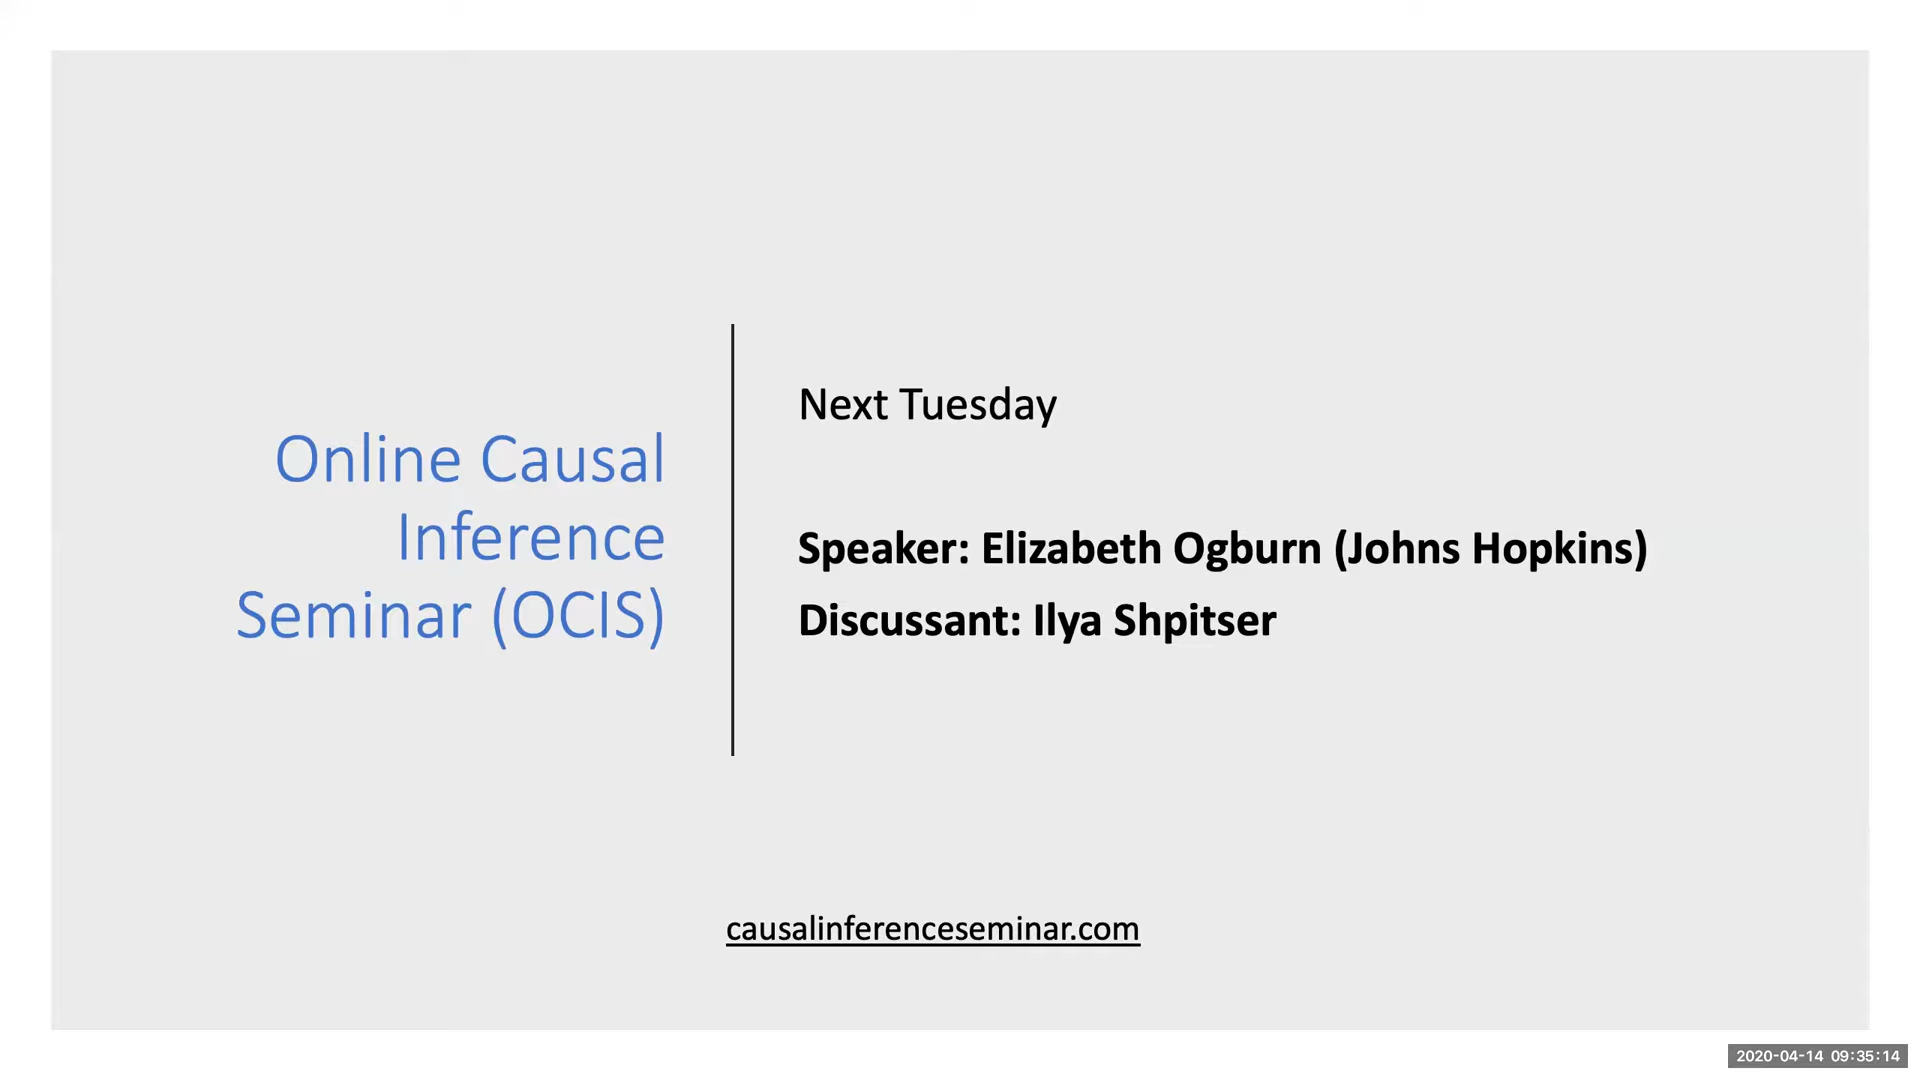 Online Causal
Inference
Seminar (OCIS)
Next Tuesday
Speaker: Elizabeth Ogburn (Johns Hopkins)
Discussant: Ilya Shpitser
causalinferenceseminar.com
2020-04-14 09:35:14